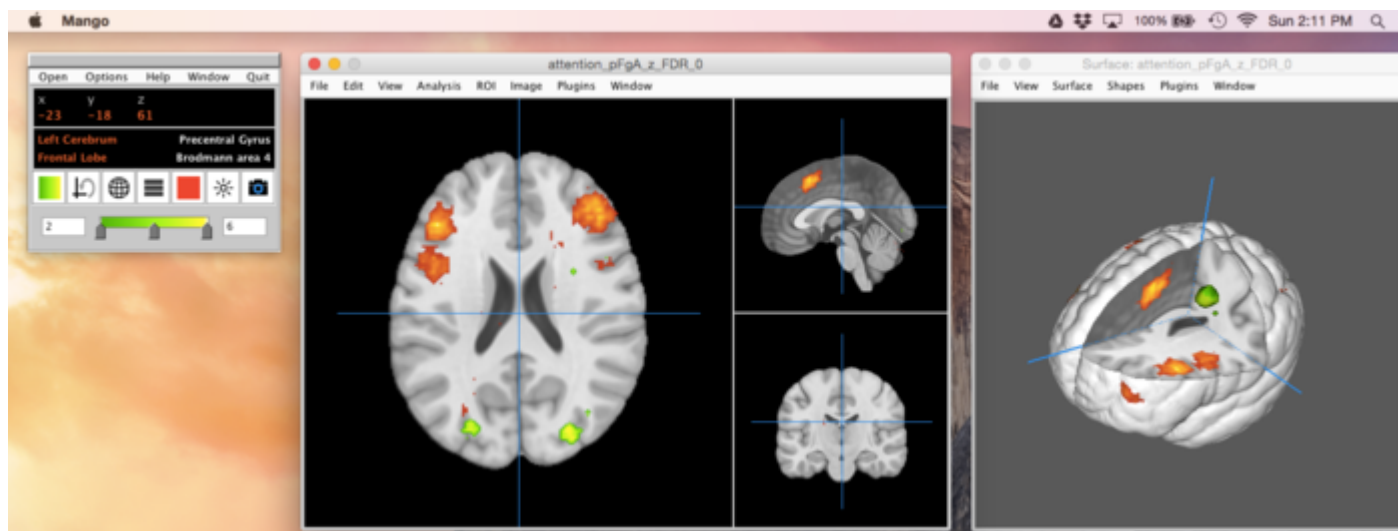 Mango
100%
Sun 2:11 PM
Open Options Help Window Quit
x y z
-23 -18 61
Left Cerebrum Precentral Gyrus
Frontal Lobe Brodmann area 4
2 6
attention_pFgA_z_FDR_0
File Edit View Analysis ROI Image Plugins Window
Surface: attention_pFgA_z_FDR_0
File View Surface Shapes Plugins Window